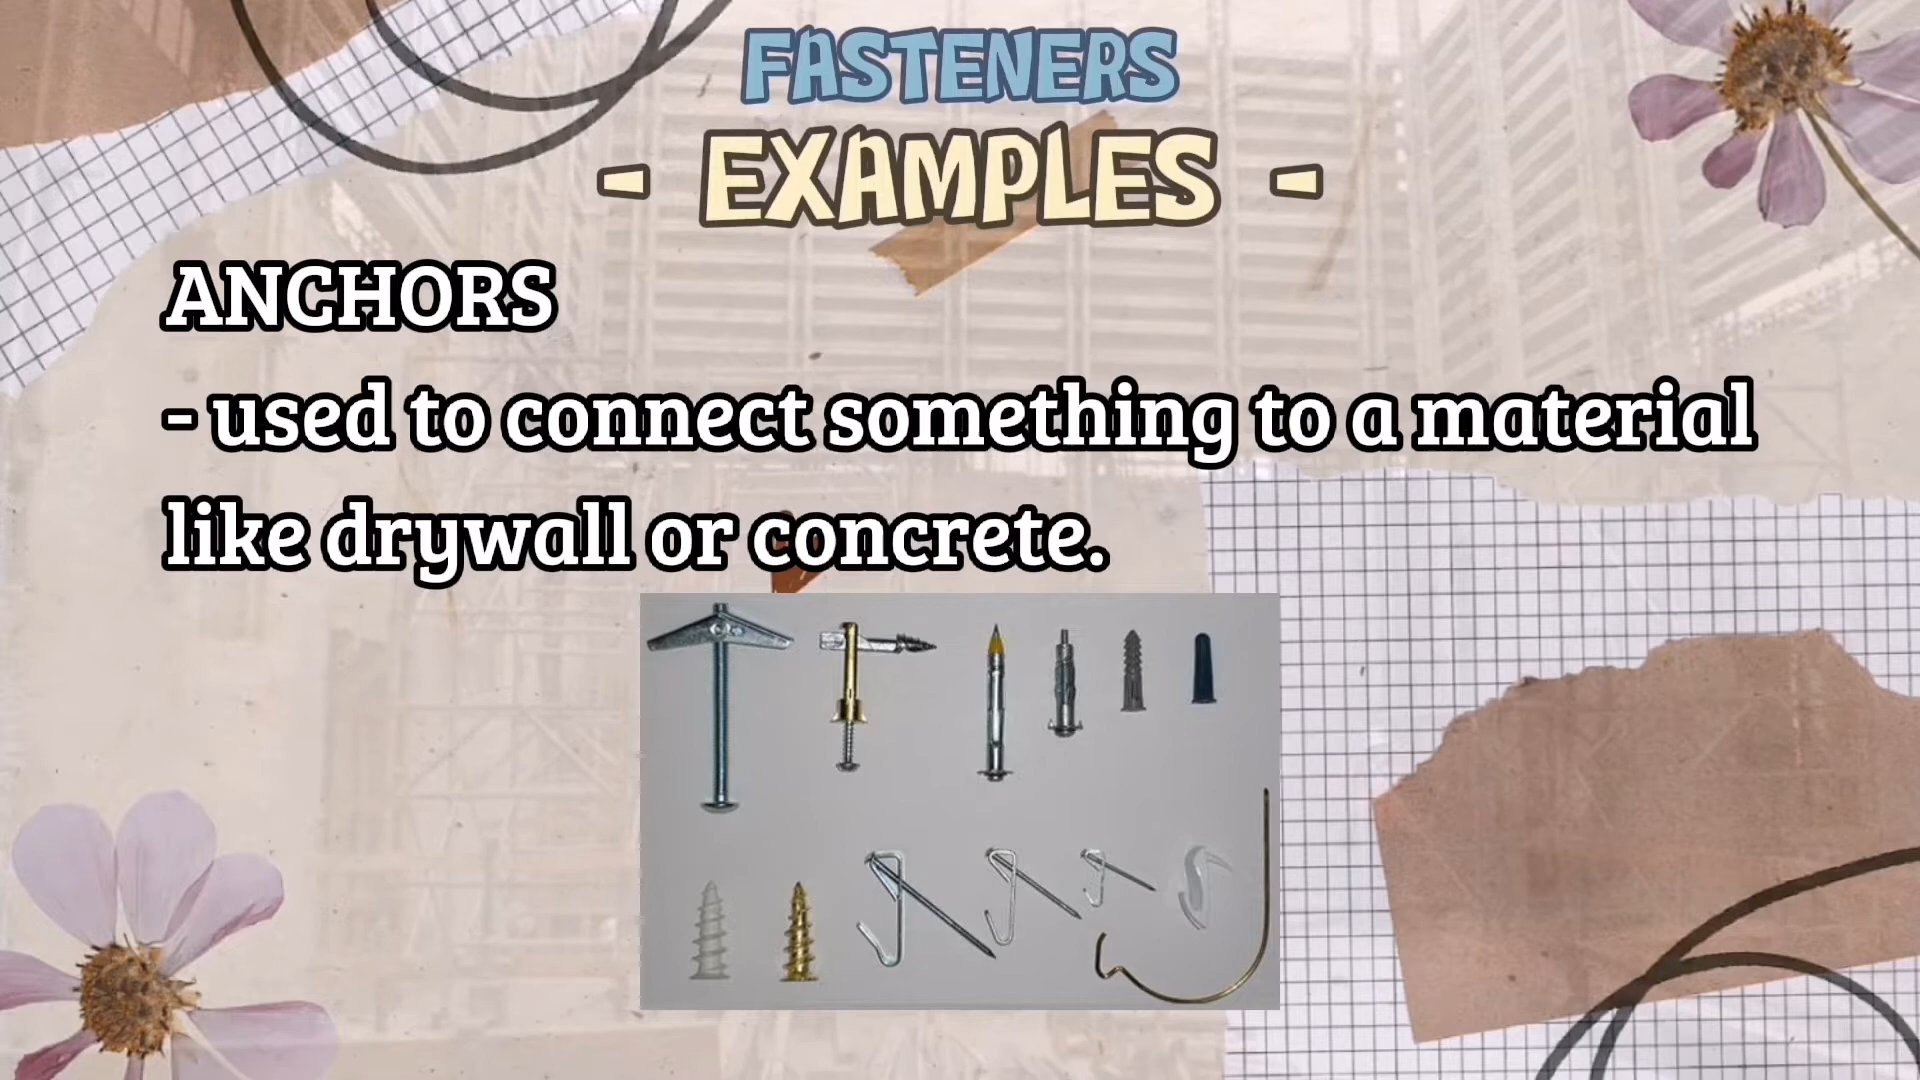 FASTENERS
- EXAMPLES -
ANCHORS
- used to connect something to a material
like drywall or concrete.